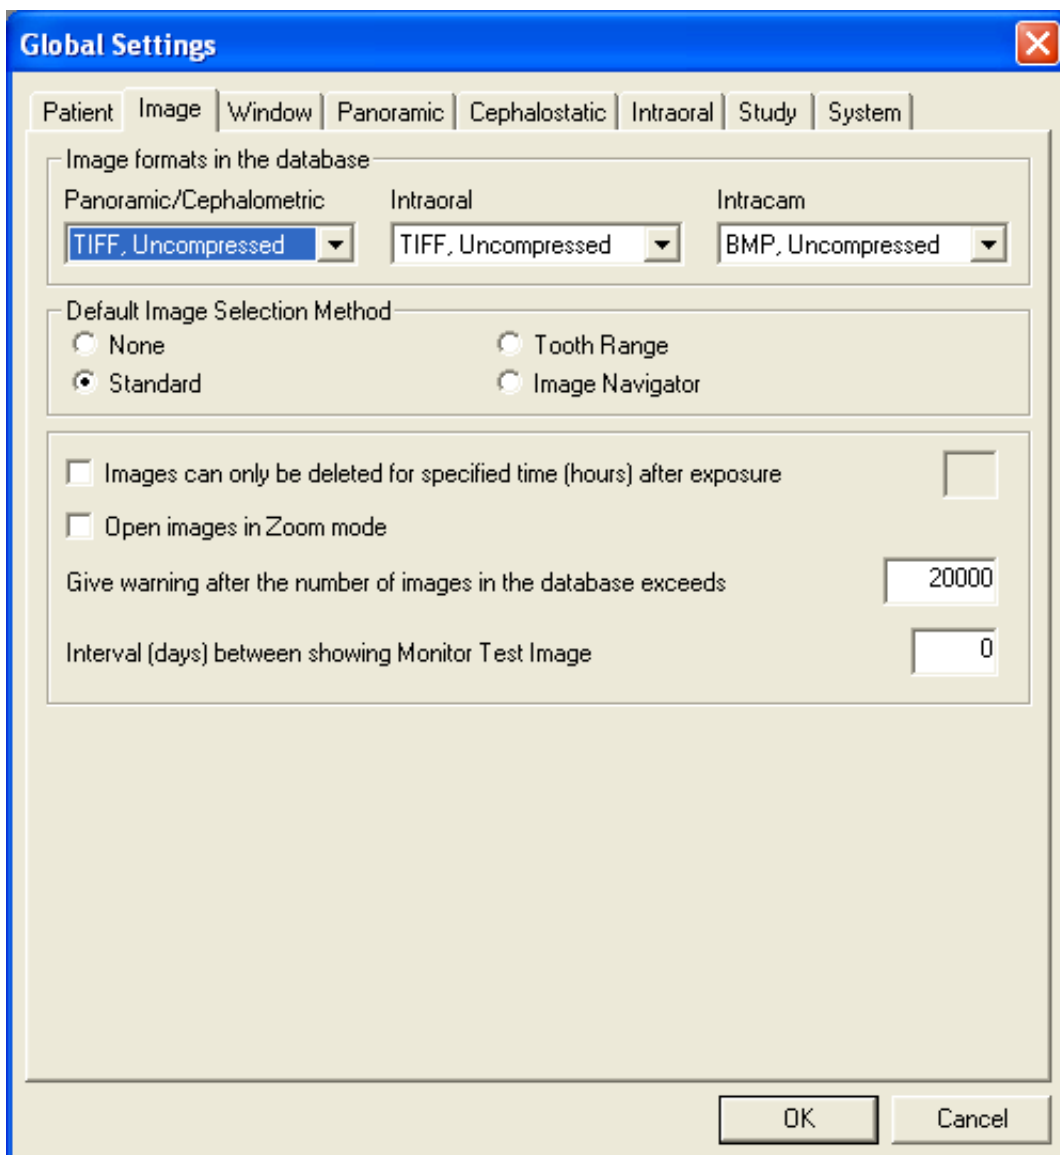 Global Settings
Patient Image Window Panoramic Cephalostatic Intraoral Study System
Image formats in the database
Panoramic/Cephalometric Intraoral Intracam
TIFF, Uncompressed TIFF, Uncompressed BMP, Uncompressed
Default Image Selection Method
None Tooth Range
Standard Image Navigator
Images can only be deleted for specified time (hours) after exposure
Open images in Zoom mode
Give warning after the number of images in the database exceeds 20000
Interval (days) between showing Monitor Test Image 0
OK Cancel